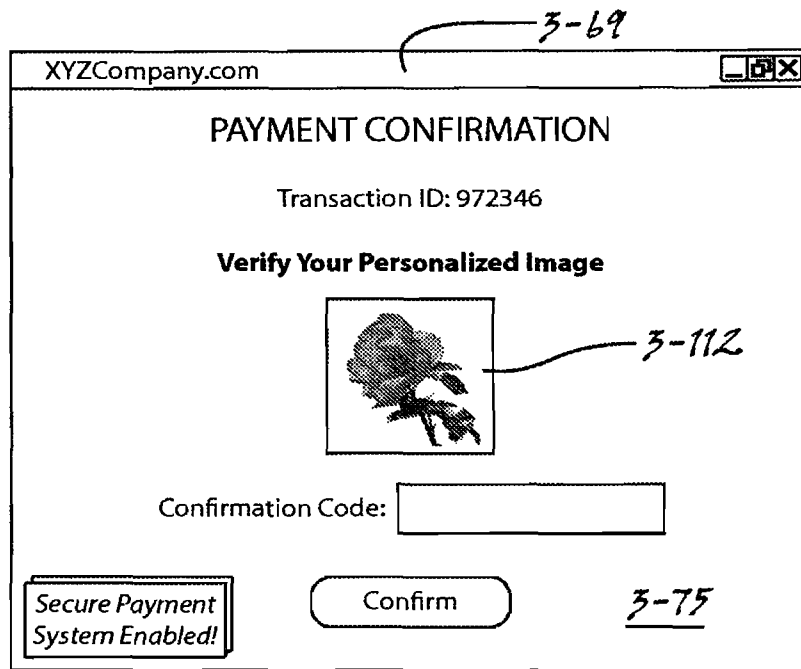 3-69
XYZCompany.com
PAYMENT CONFIRMATION
Transaction ID: 972346
Verify Your Personalized Image
3-112
Confirmation Code:
Secure Payment
System Enabled!
Confirm
3-75